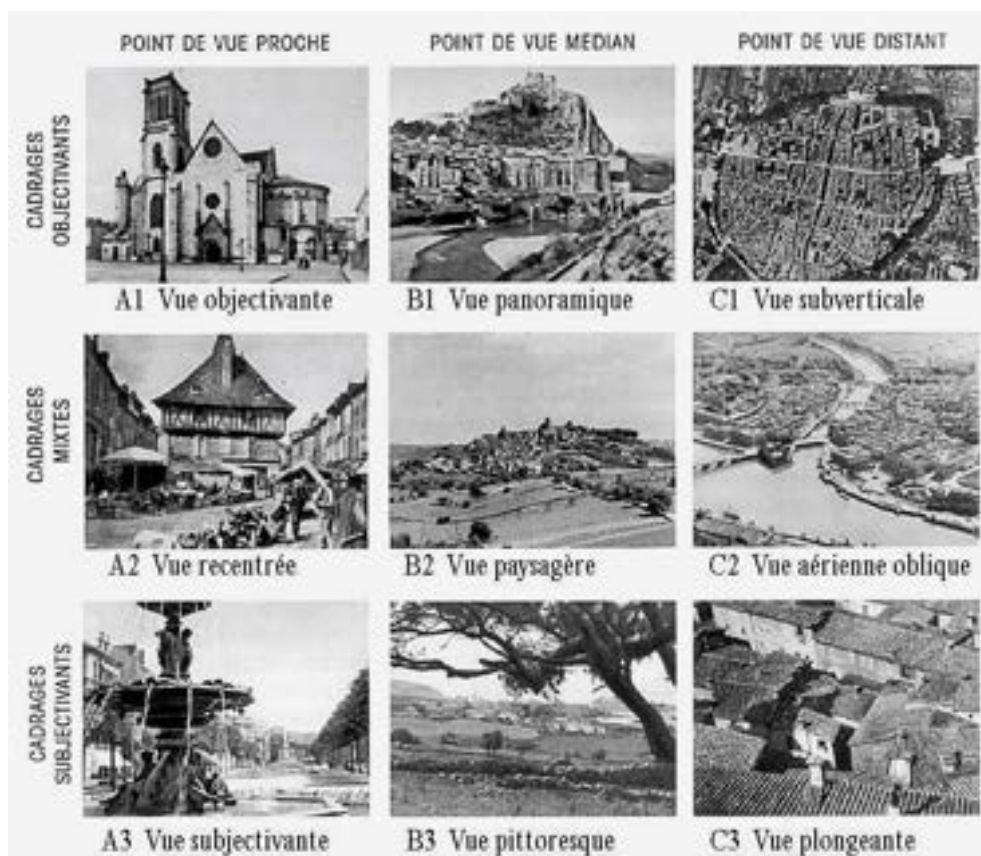 POINT DE VUE PROCHE
POINT DE VUE MEDIAN
POINT DE VUE DISTANT
CADRAGES
OBJECTIVANTS
A1 Vue objectivante
B1 Vue panoramique
C1 Vue subverticale
CADRAGES
MIXTES
A2 Vue recentrée
B2 Vue paysagère
C2 Vue aérienne oblique
CADRAGES
SUBJECTIVANTS
A3 Vue subjectivante
B3 Vue pittoresque
C3 Vue plongeante